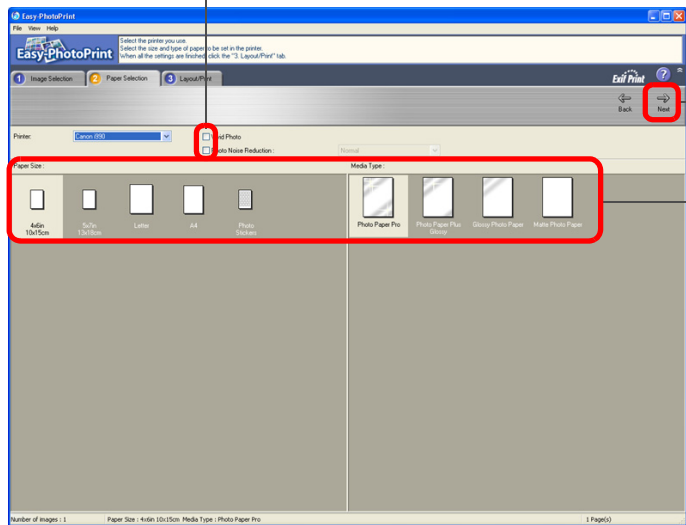 Easy-PhotoPrint
File View Help
Easy-PhotoPrint
Select the printer you use.
Select the size and type of paper to be set in the printer.
When all the settings are finished, click the "3. Layout/Print" tab.
1 Image Selection 2 Paper Selection 3 Layout/Print Exif Print ?
Back Next
Printer: Canon i990 Vivid Photo
Photo Noise Reduction : Normal
Paper Size : Media Type :
4x6in 5x7in Letter A4 Photo Photo Paper Pro Photo Paper Plus Glossy Photo Paper Matte Photo Paper
10x15cm 13x18cm Stickers Glossy
Number of images : 1 Paper Size : 4x6in 10x15cm Media Type : Photo Paper Pro 1 Page(s)